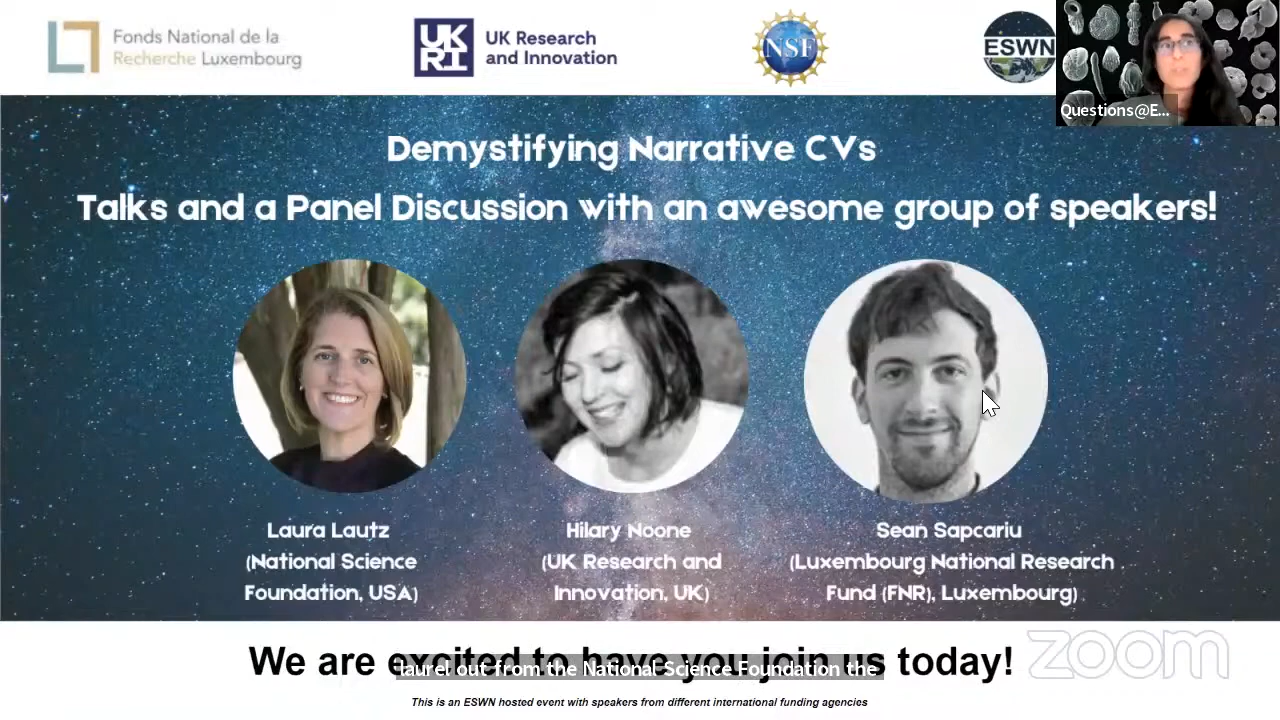 Fonds National de la
Recherche Luxembourg
UKRI
UK Research
and Innovation
NSF
ESWN
Questions@E...
Demystifying Narrative CVs
Talks and a Panel Discussion with an awesome group of speakers!
Laura Lautz
(National Science
Foundation, USA)
Hilary Noone
(UK Research and
Innovation, UK)
Sean Sapcariu
(Luxembourg National Research
Fund (FNR), Luxembourg)
We are excited to have you join us today!
laurel out from the National Science Foundation the
zoom
This is an ESWN hosted event with speakers from different international funding agencies